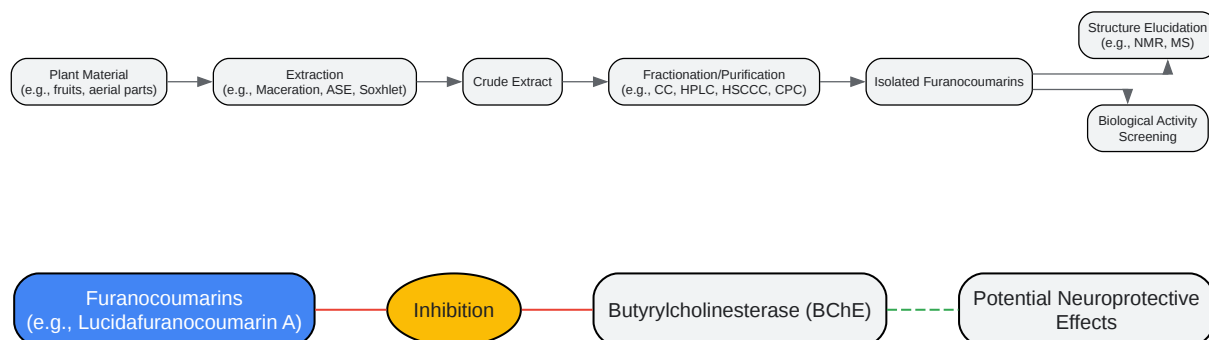 Plant Material
(e.g., fruits, aerial parts)
Extraction
(e.g., Maceration, ASE, Soxhlet)
Crude Extract
Fractionation/Purification
(e.g., CC, HPLC, HSCCC, CPC)
Isolated Furanocoumarins
Structure Elucidation
(e.g., NMR, MS)
Biological Activity
Screening
Furanocoumarins
(e.g., Lucidafuranocoumarin A)
Inhibition
Butyrylcholinesterase (BChE)
Potential Neuroprotective
Effects